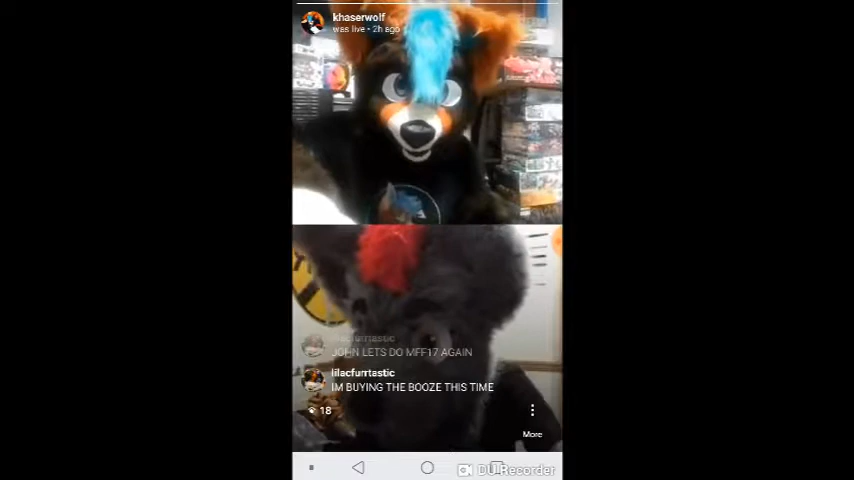 khaserwolf
was live • 2h ago
lilacfurrtastic
JOHN LETS DO MFF17 AGAIN
lilacfurrtastic
IM BUYING THE BOOZE THIS TIME
18
More
DU Recorder